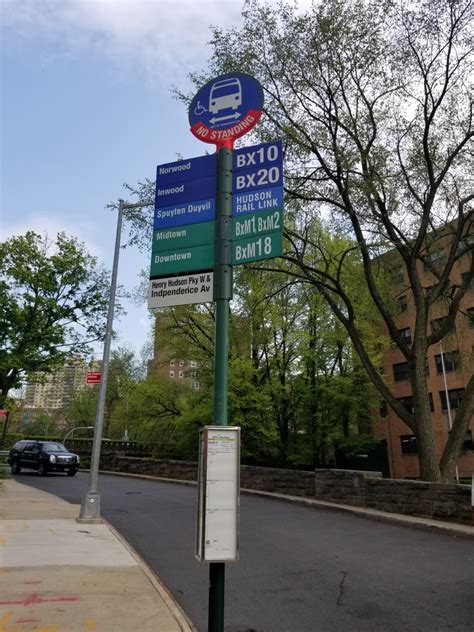 NO STANDING
Norwood BX10
Inwood BX20
Spuyten Duyvil HUDSON RAIL LINK
Midtown BxM1, BxM2
Downtown BxM18
Henry Hudson Pky W &
Indpendence Av